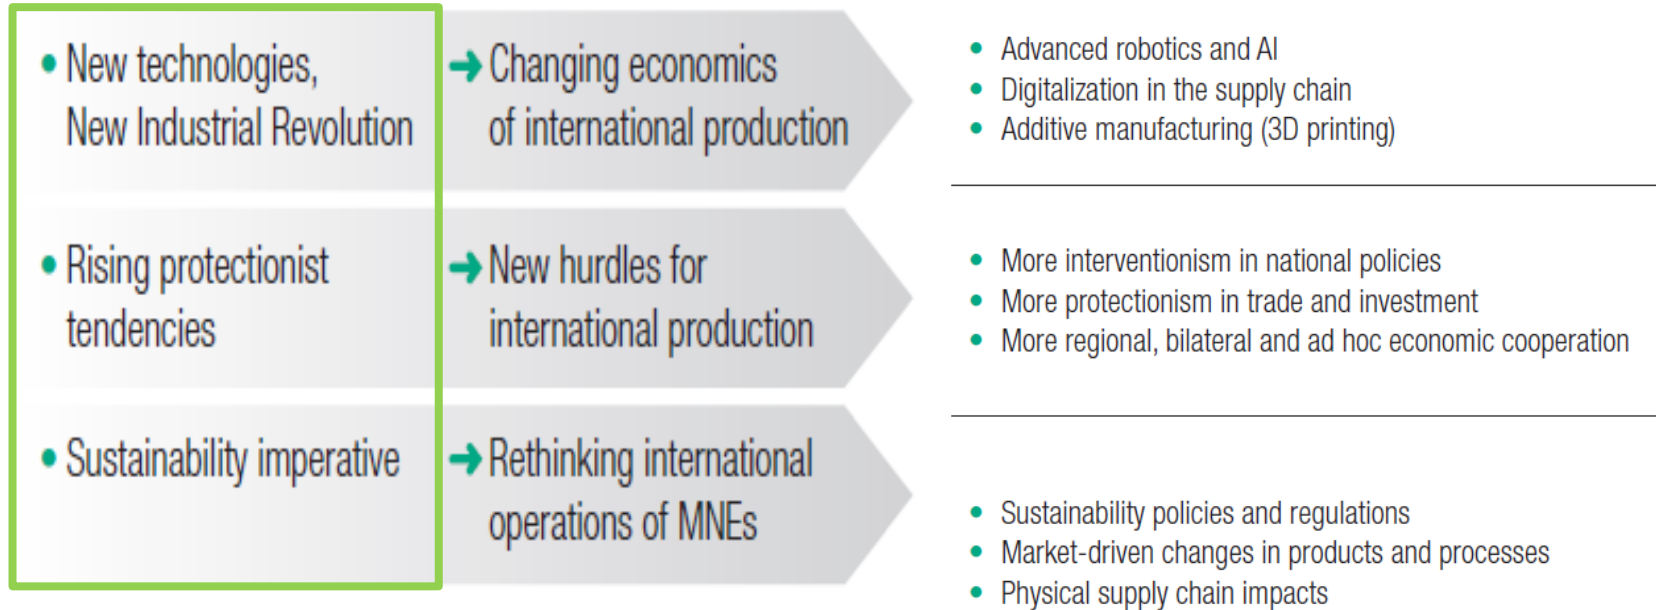 • New technologies,
New Industrial Revolution
➔ Changing economics
of international production
• Advanced robotics and AI
• Digitalization in the supply chain
• Additive manufacturing (3D printing)
• Rising protectionist
tendencies
➔ New hurdles for
international production
• More interventionism in national policies
• More protectionism in trade and investment
• More regional, bilateral and ad hoc economic cooperation
• Sustainability imperative
➔ Rethinking international
operations of MNEs
• Sustainability policies and regulations
• Market-driven changes in products and processes
• Physical supply chain impacts